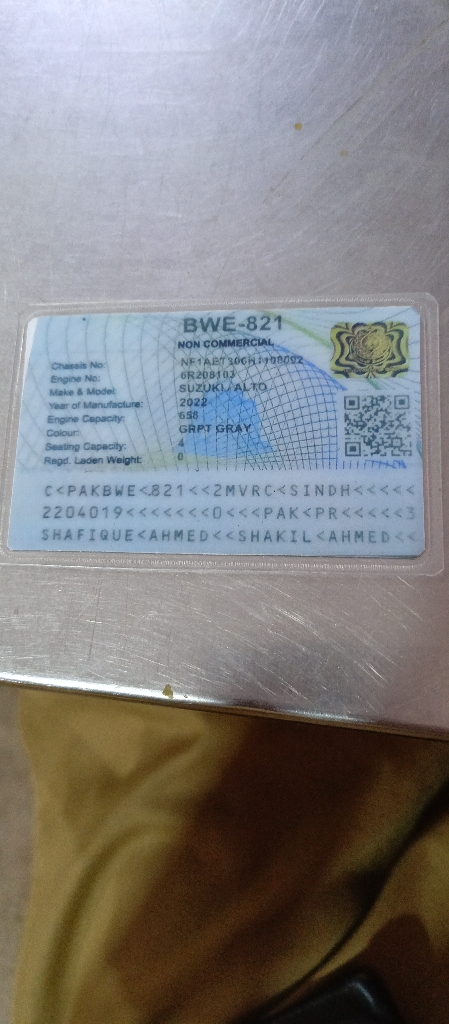 BWE-821
NON COMMERCIAL
Chassis No:
Engine No: 6R208103
Make & Model: SUZUKI / ALTO
Year of Manufacture: 2022
Engine Capacity: 658
Colour: GRPT GRAY
Seating Capacity: 4
Regd. Laden Weight: 0
C<PAKBWE<821<<2MVRC<SINDH<<<<<
2204019<<<<<<<0<<<PAK<PR<<<<<3
SHAFIQUE<AHMED<<SHAKIL<AHMED<<